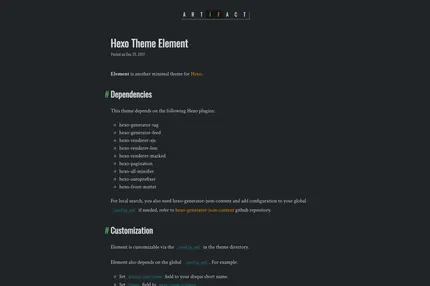 ARTIFACT
Hexo Theme Element
Posted on Dec 20, 2017
Element is another minimal theme for Hexo.
# Dependencies
This theme depends on the following Hexo plugins:
hexo-generator-tag
hexo-generator-feed
hexo-renderer-ejs
hexo-renderer-less
hexo-renderer-marked
hexo-pagination
hexo-all-minifier
hexo-autoprefixer
hexo-front-matter
For local search, you also need hexo-generator-json-content and add configuration to your global
_config.yml if needed, refer to hexo-generator-json-content github repository.
# Customization
Element is customizable via the _config.yml in the theme directory.
Element also depends on the global _config.yml. For example:
Set field to your disqus short name.
Set field to